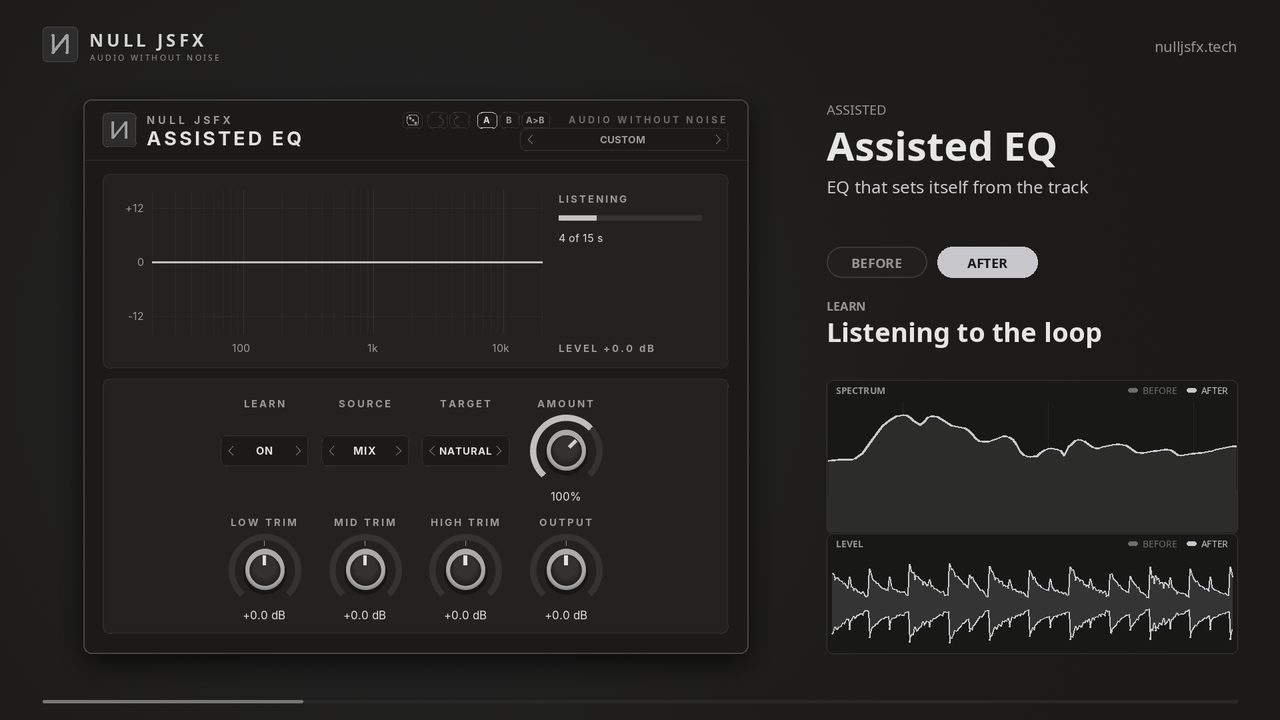 NULL JSFX
AUDIO WITHOUT NOISE
nulljsfx.tech
NULL JSFX
ASSISTED EQ
A B A>B
AUDIO WITHOUT NOISE
CUSTOM
+12
0
-12
100 1k 10k
LISTENING
4 of 15 s
LEVEL +0.0 dB
LEARN SOURCE TARGET AMOUNT
ON MIX NATURAL
100%
LOW TRIM MID TRIM HIGH TRIM OUTPUT
+0.0 dB +0.0 dB +0.0 dB +0.0 dB
ASSISTED
Assisted EQ
EQ that sets itself from the track
BEFORE AFTER
LEARN
Listening to the loop
SPECTRUM BEFORE AFTER
LEVEL BEFORE AFTER